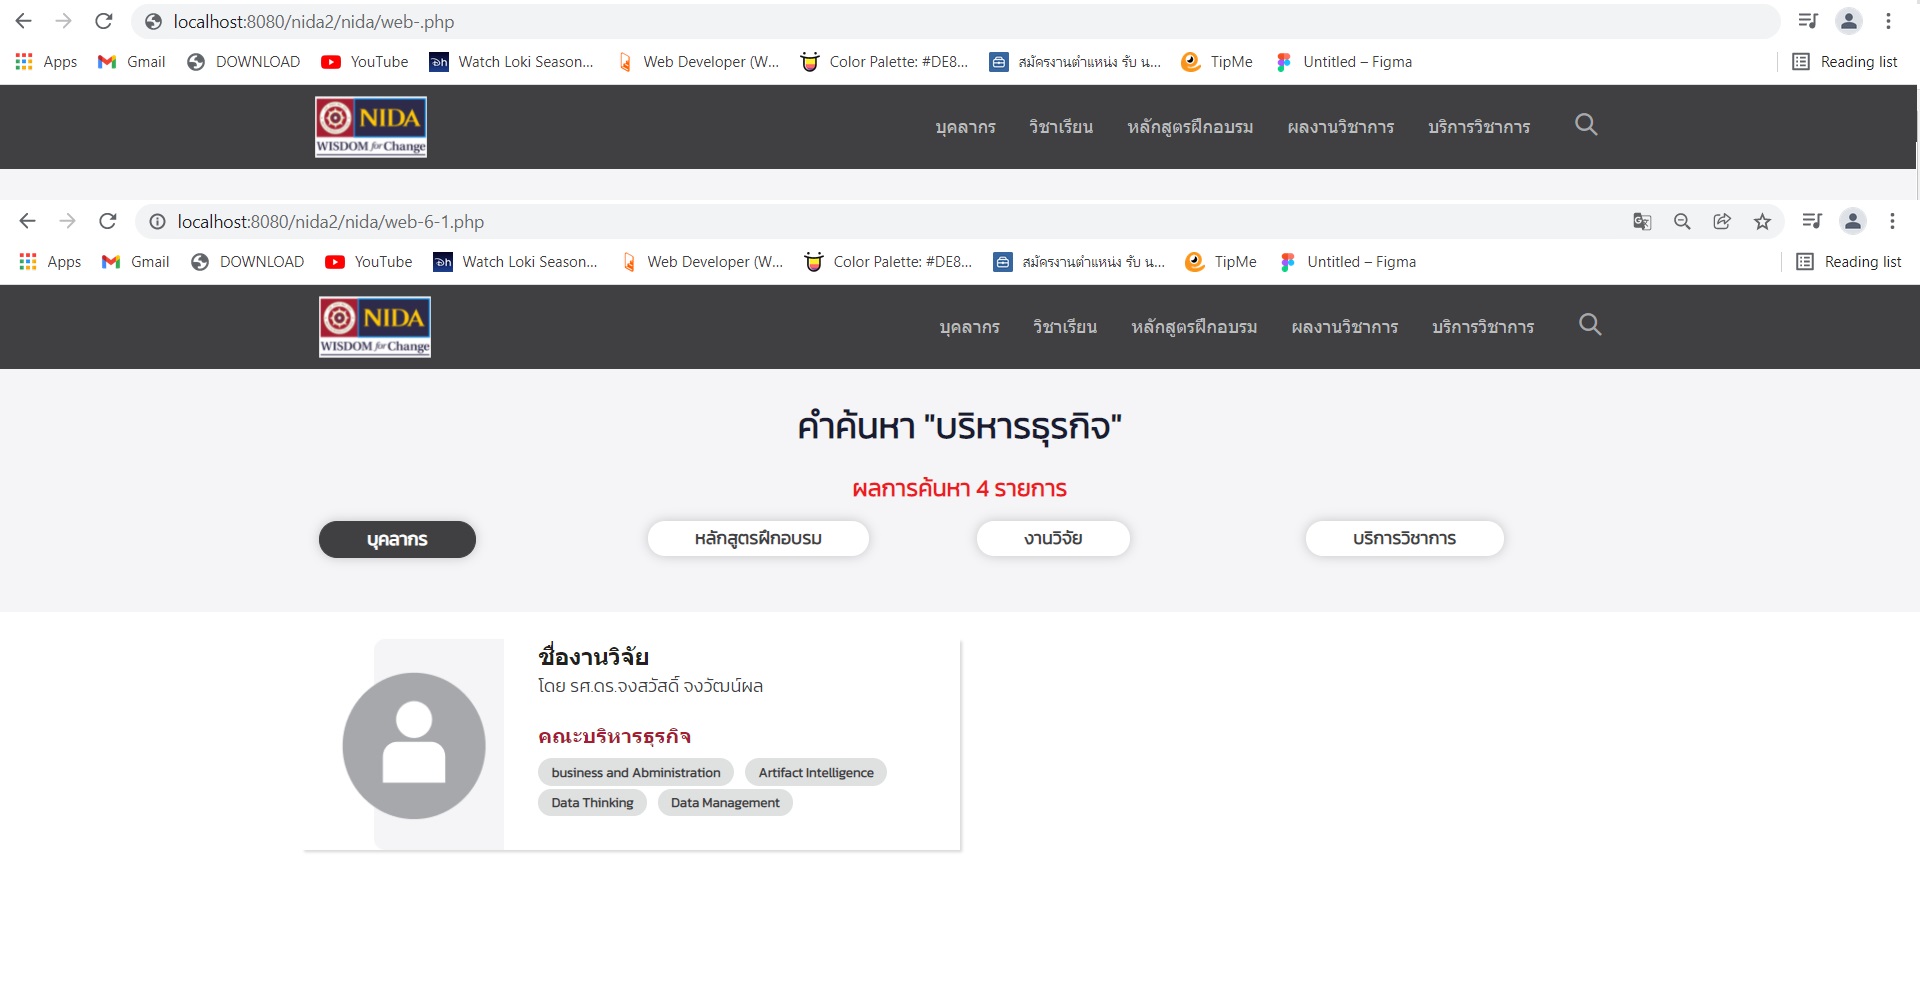 localhost:8080/nida2/nida/web-.php
Apps Gmail DOWNLOAD YouTube Watch Loki Season... Web Developer (W... Color Palette: #DE8... สมัครงานตำแหน่ง รับ น... TipMe Untitled – Figma Reading list
NIDA
WISDOM for Change
บุคลากร วิชาเรียน หลักสูตรฝึกอบรม ผลงานวิชาการ บริการวิชาการ
localhost:8080/nida2/nida/web-6-1.php
Apps Gmail DOWNLOAD YouTube Watch Loki Season... Web Developer (W... Color Palette: #DE8... สมัครงานตำแหน่ง รับ น... TipMe Untitled – Figma Reading list
NIDA
WISDOM for Change
บุคลากร วิชาเรียน หลักสูตรฝึกอบรม ผลงานวิชาการ บริการวิชาการ
คำค้นหา "บริหารธุรกิจ"
ผลการค้นหา 4 รายการ
บุคลากร หลักสูตรฝึกอบรม งานวิจัย บริการวิชาการ
ชื่องานวิจัย
โดย รศ.ดร.จงสวัสดิ์ จงวัฒน์ผล
คณะบริหารธุรกิจ
business and Abministration Artifact Intelligence
Data Thinking Data Management